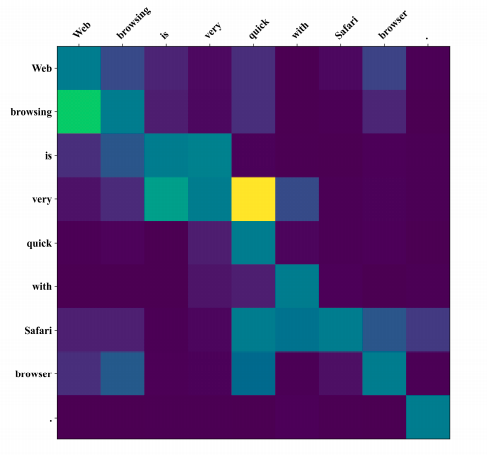 Web browsing is very quick with Safari browser .
Web
browsing
is
very
quick
with
Safari
browser
.